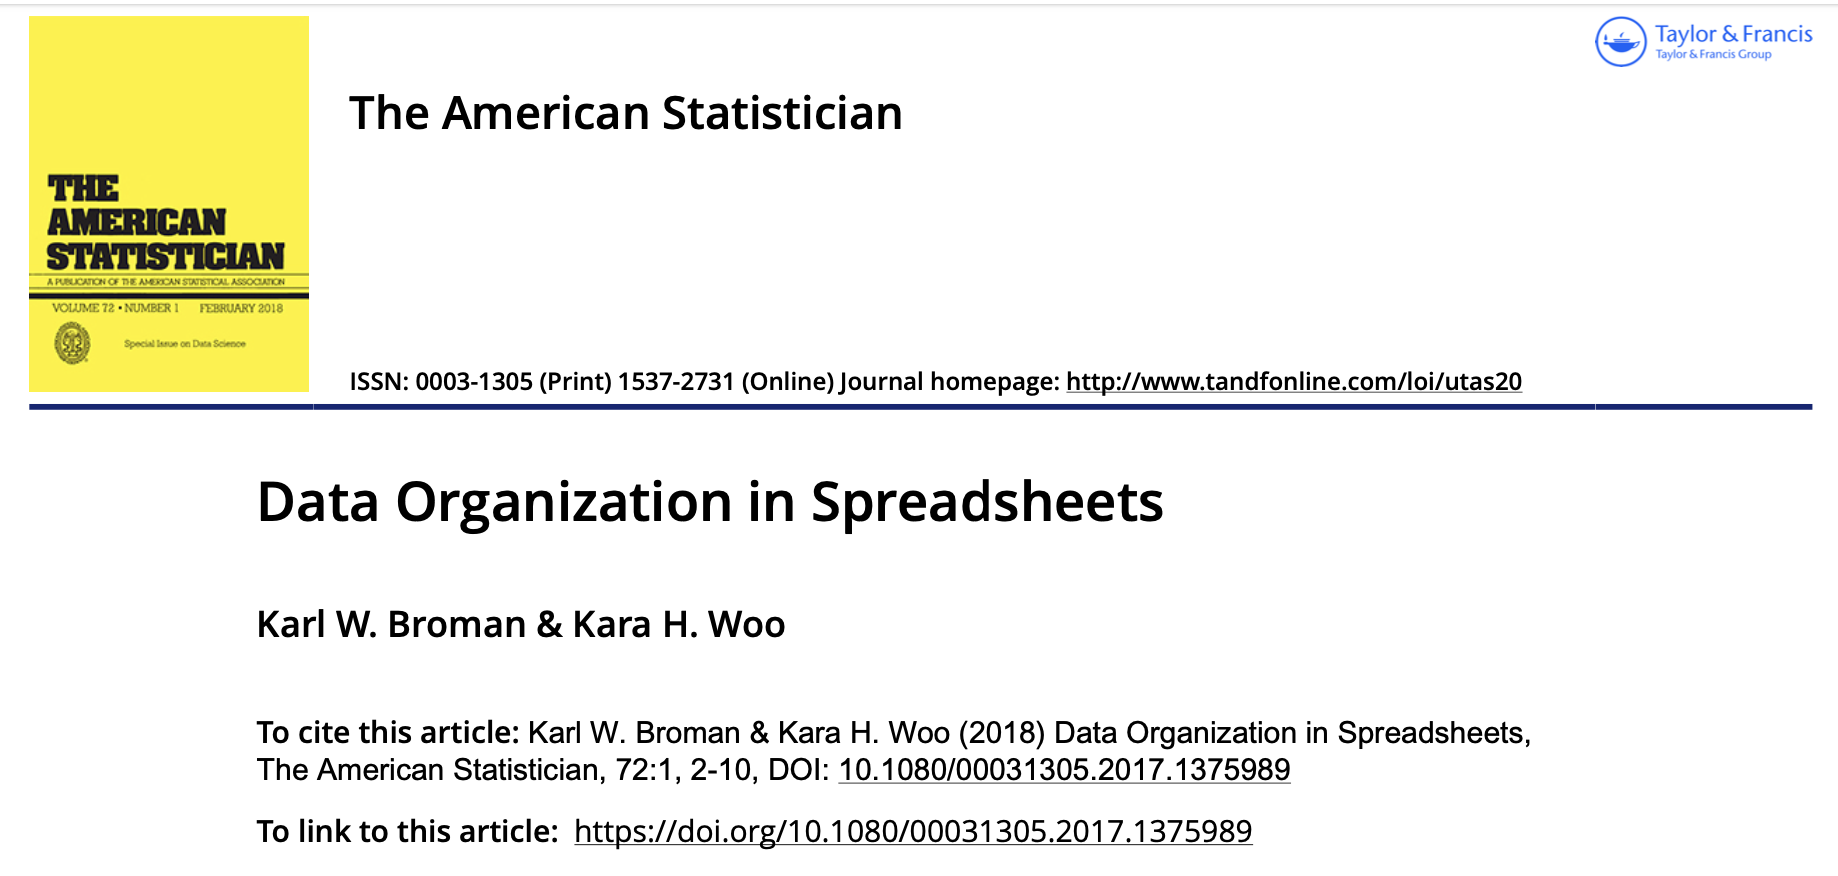 Taylor & Francis
Taylor & Francis Group
The American Statistician
THE
AMERICAN
STATISTICIAN
A PUBLICATION OF THE AMERICAN STATISTICAL ASSOCIATION
VOLUME 72 • NUMBER 1 FEBRUARY 2018
Special Issue on Data Science
ISSN: 0003-1305 (Print) 1537-2731 (Online) Journal homepage: http://www.tandfonline.com/loi/utas20
Data Organization in Spreadsheets
Karl W. Broman & Kara H. Woo
To cite this article: Karl W. Broman & Kara H. Woo (2018) Data Organization in Spreadsheets,
The American Statistician, 72:1, 2-10, DOI: 10.1080/00031305.2017.1375989
To link to this article: https://doi.org/10.1080/00031305.2017.1375989